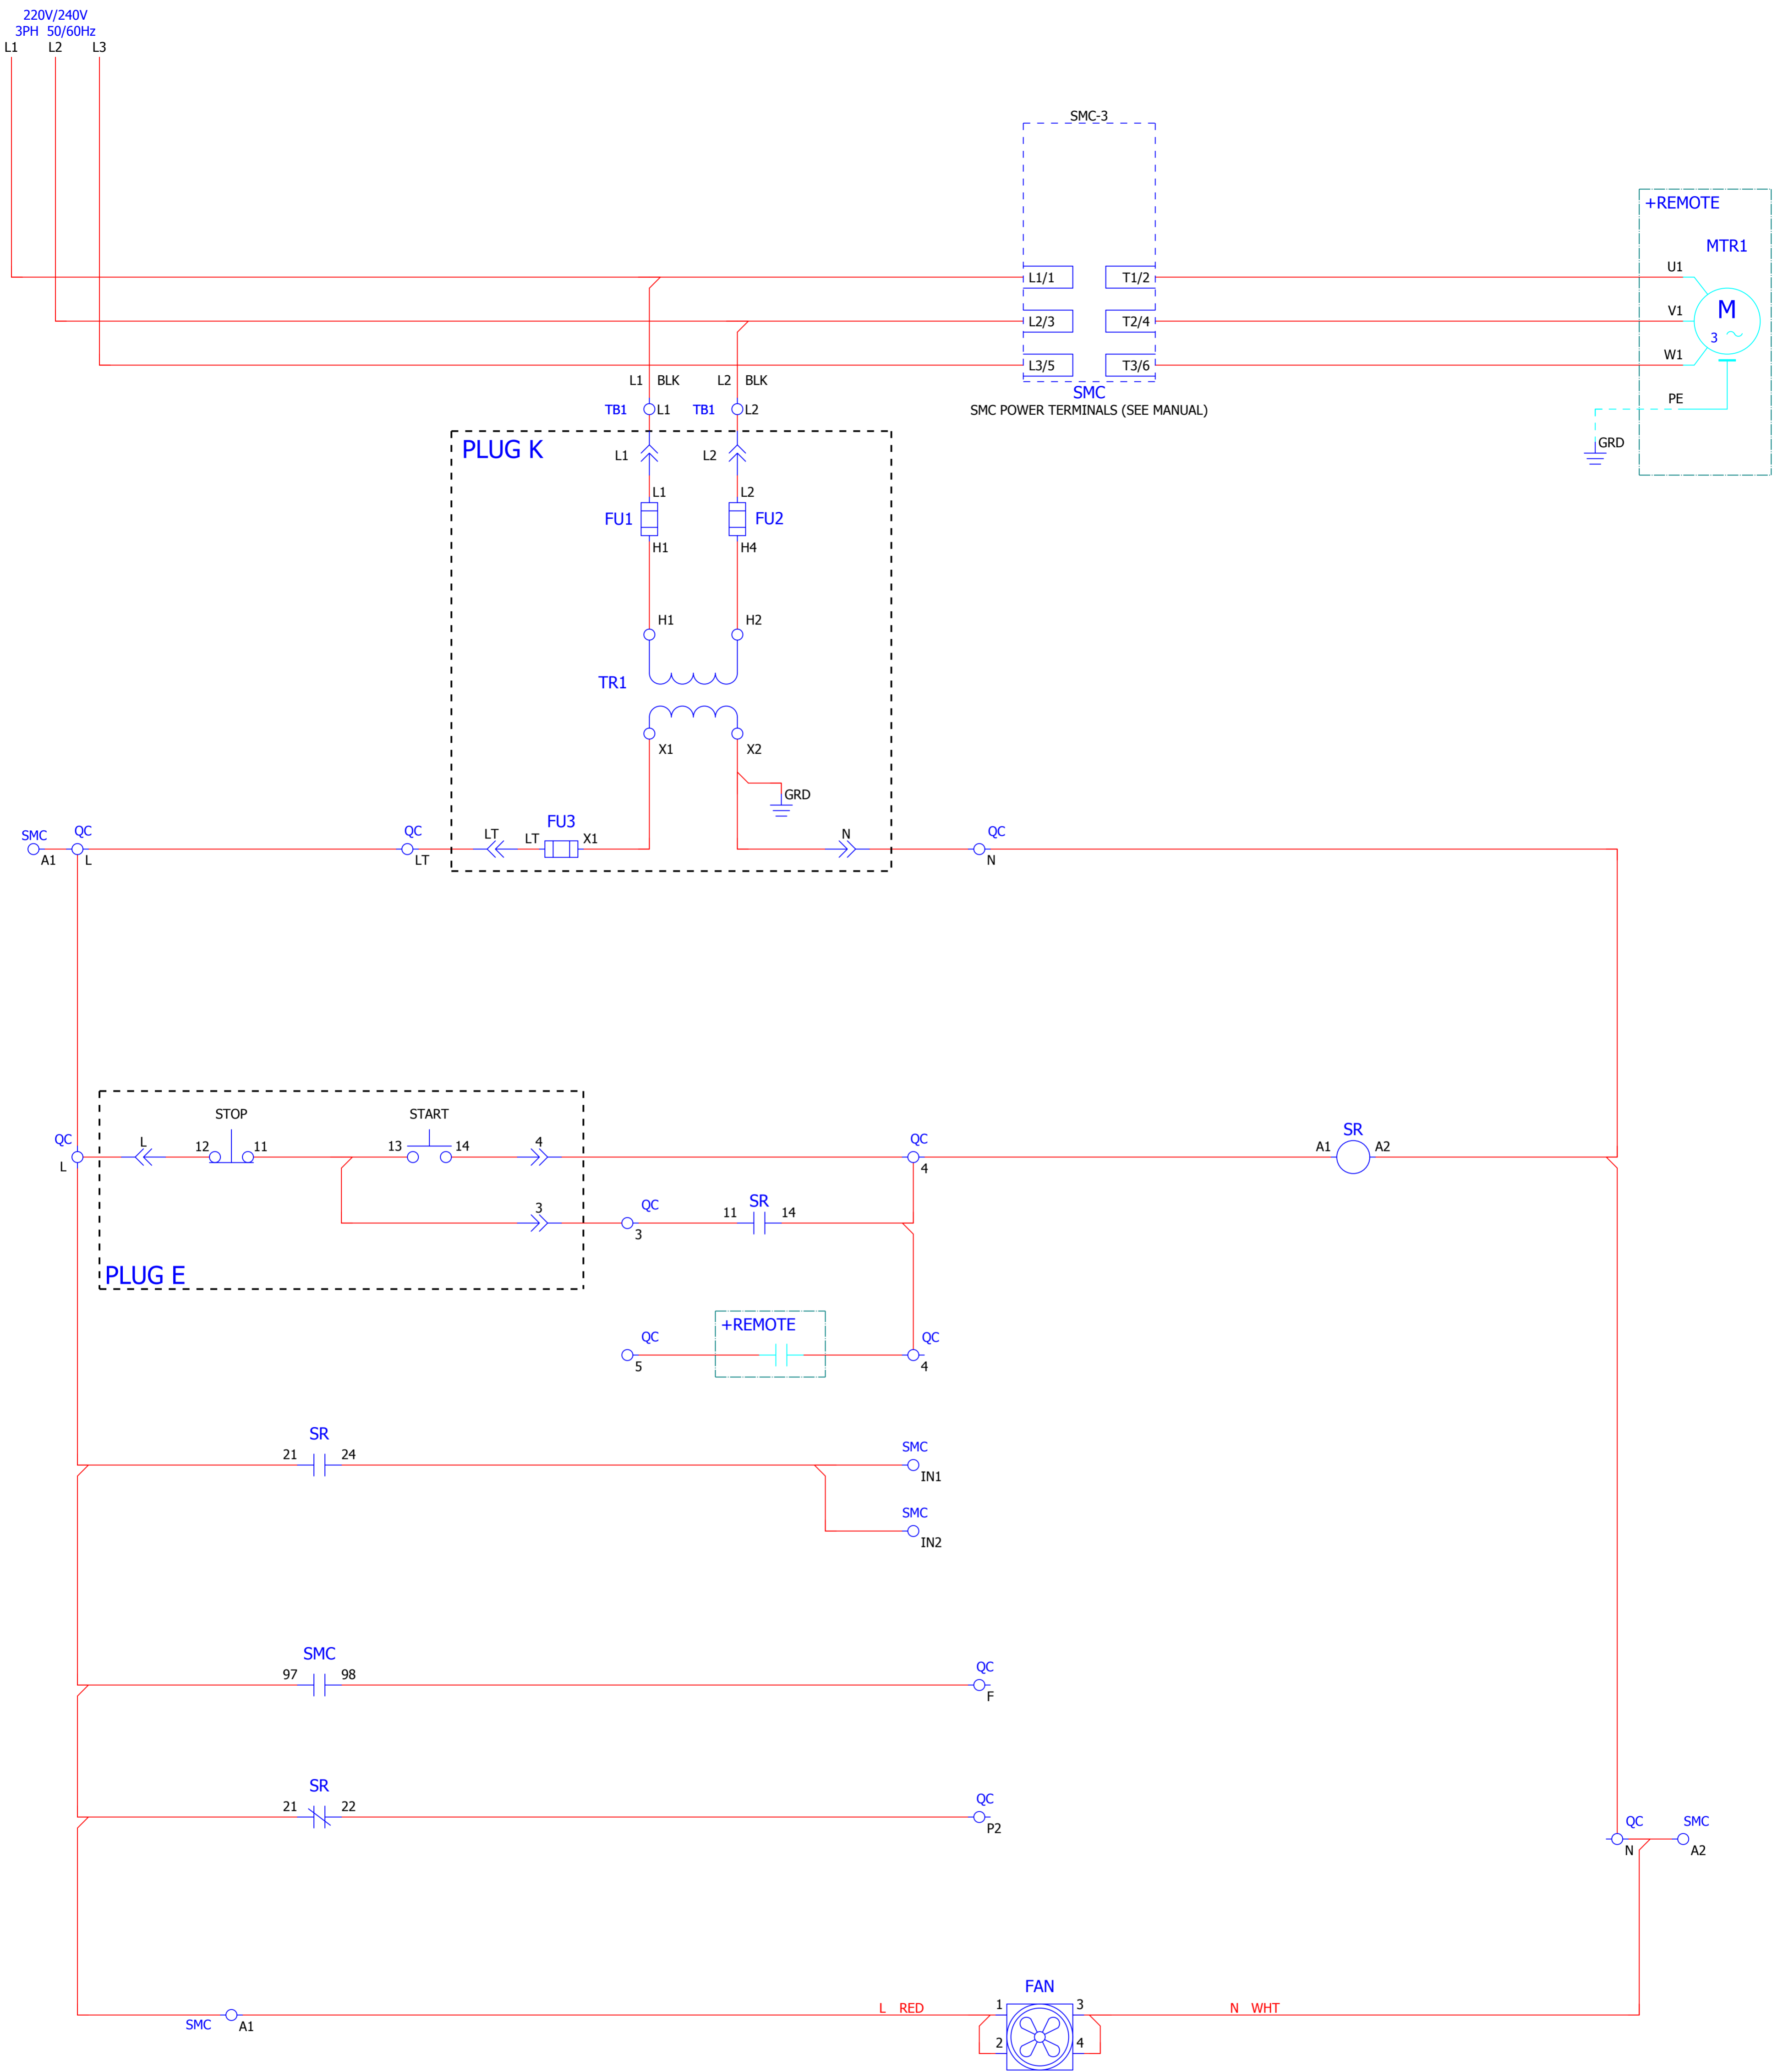 220V/240V
3PH 50/60Hz
L1 L2 L3
SMC-3
+REMOTE
MTR1
L1/1 T1/2 U1
L2/3 T2/4 V1
M
3
L3/5 T3/6 W1
L1 BLK L2 BLK
SMC
SMC POWER TERMINALS (SEE MANUAL)
PE
GRD
TB1 L1 TB1 L2
PLUG K
L1 L2
L1 L2
FU1 FU2
H1 H4
H1 H2
TR1
X1 X2
GRD
FU3
SMC QC QC LT LT X1 N QC
A1 L LT N
STOP START
QC L 12 11 13 14 4 QC SR
L 4 A1 A2
3 QC SR
11 14
3
PLUG E
+REMOTE
QC QC
5 4
SR
21 24 SMC
IN1
SMC
IN2
SMC
97 98 QC
F
SR
21 22 QC
P2
QC SMC
N A2
FAN
L RED 1 3 N WHT
SMC A1
2 4